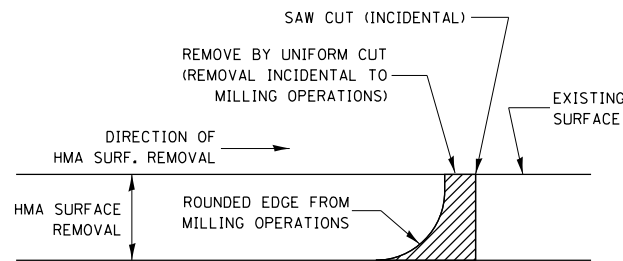 SAW CUT (INCIDENTAL)
REMOVE BY UNIFORM CUT
(REMOVAL INCIDENTAL TO
MILLING OPERATIONS)
EXISTING
SURFACE
DIRECTION OF
HMA SURF. REMOVAL
HMA SURFACE
REMOVAL
ROUNDED EDGE FROM
MILLING OPERATIONS